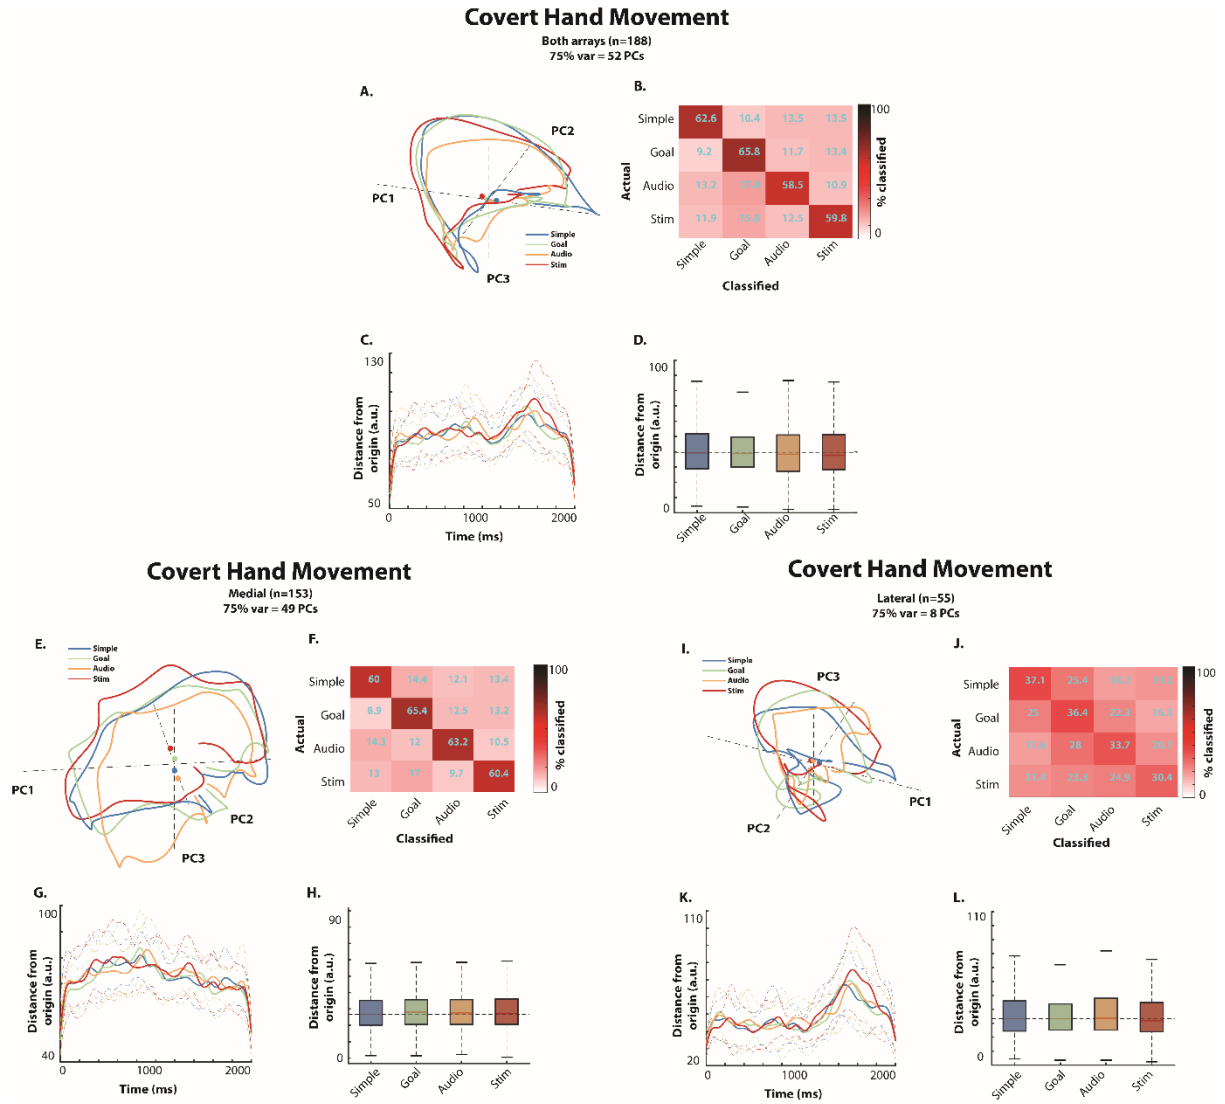 Covert Hand Movement
Both arrays (n=188)
75% var = 52 PCs
A.
PC2
PC1
PC3
Simple
Goal
Audio
Stim
B.
Actual
Simple 62.6 10.4 13.5 13.5
Goal 9.2 65.8 11.7 13.4
Audio 13.2 58.5 10.9
Stim 11.9 15.8 12.5 59.8
Simple Goal Audio Stim
Classified
100
% classified
0
C.
130
Distance from
origin (a.u.)
50
0 1000 2000
Time (ms)
D.
100
Distance from
origin (a.u.)
0
Simple Goal Audio Stim
Covert Hand Movement
Medial (n=153)
75% var = 49 PCs
E.
Simple
Goal
Audio
Stim
PC1
PC2
PC3
F.
Actual
Simple 60 14.4 12.1 13.4
Goal 8.9 65.4 12.5 13.2
Audio 14.3 12 63.2 10.5
Stim 13 17 9.7 60.4
Simple Goal Audio Stim
Classified
100
% classified
0
G.
100
Distance from
origin (a.u.)
40
0 1000 2000
Time (ms)
H.
90
Distance from
origin (a.u.)
0
Simple Goal Audio Stim
Covert Hand Movement
Lateral (n=55)
75% var = 8 PCs
I.
Simple
Goal
Audio
Stim
PC3
PC1
PC2
J.
Actual
Simple 37.1 25.4
Goal 25 36.4 22.3
Audio 28 33.7
Stim 22.3 24.9 30.4
Simple Goal Audio Stim
Classified
100
% classified
0
K.
110
Distance from
origin (a.u.)
20
0 1000 2000
Time (ms)
L.
110
Distance from
origin (a.u.)
0
Simple Goal Audio Stim